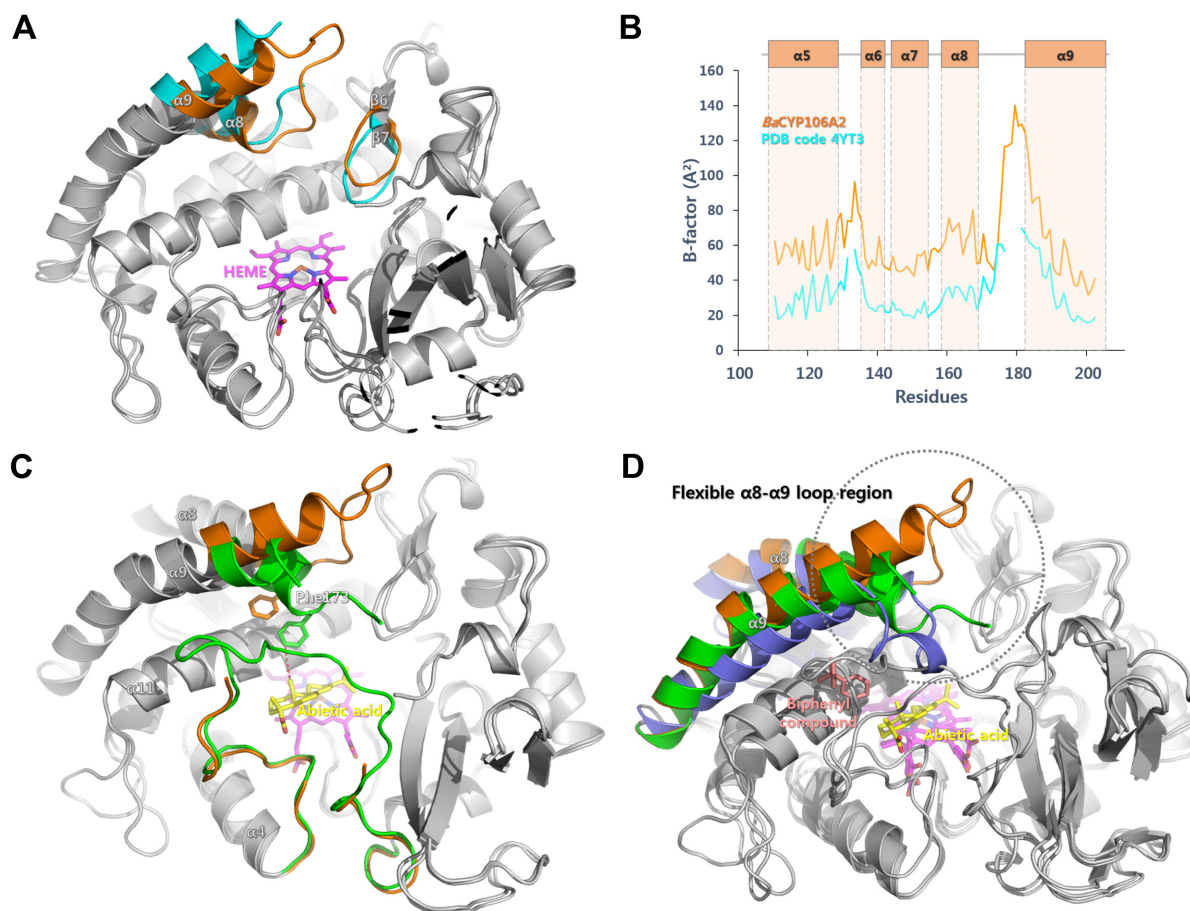 A
α9
α8
β6
β7
HEME
B
α5
α6
α7
α8
α9
160
140
120
100
80
60
40
20
0
B-factor (A²)
BaCYP106A2
PDB code 4YT3
100
120
140
160
180
200
Residues
C
α8
α9
Phe173
α11
Abietic acid
α4
D
Flexible α8-α9 loop region
α8
α9
Biphenyl
compound
Abietic acid